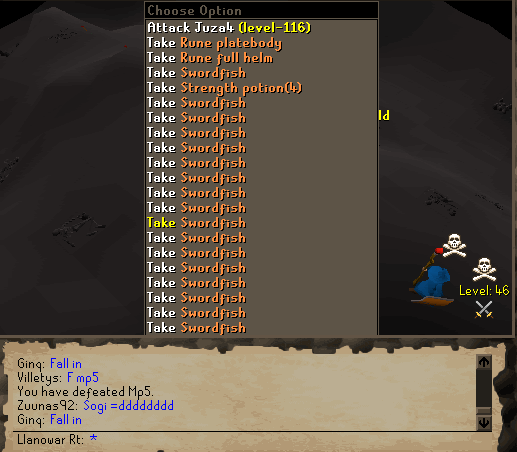 Choose Option
Attack Juza4 (level-116)
Take Rune platebody
Take Rune full helm
Take Swordfish
Take Strength potion(4)
Take Swordfish
Take Swordfish
ld
Take Swordfish
Take Swordfish
Take Swordfish
Take Swordfish
Take Swordfish
Take Swordfish
Take Swordfish
Take Swordfish
Take Swordfish
Take Swordfish
Take Swordfish
Level: 46
Take Swordfish
Take Swordfish
Ginq: Fall in
Villetys: F mp5
You have defeated Mp5.
Zuunas92: Sogi =dddddddd
Ginq: Fall in
Llanowar Rt: *